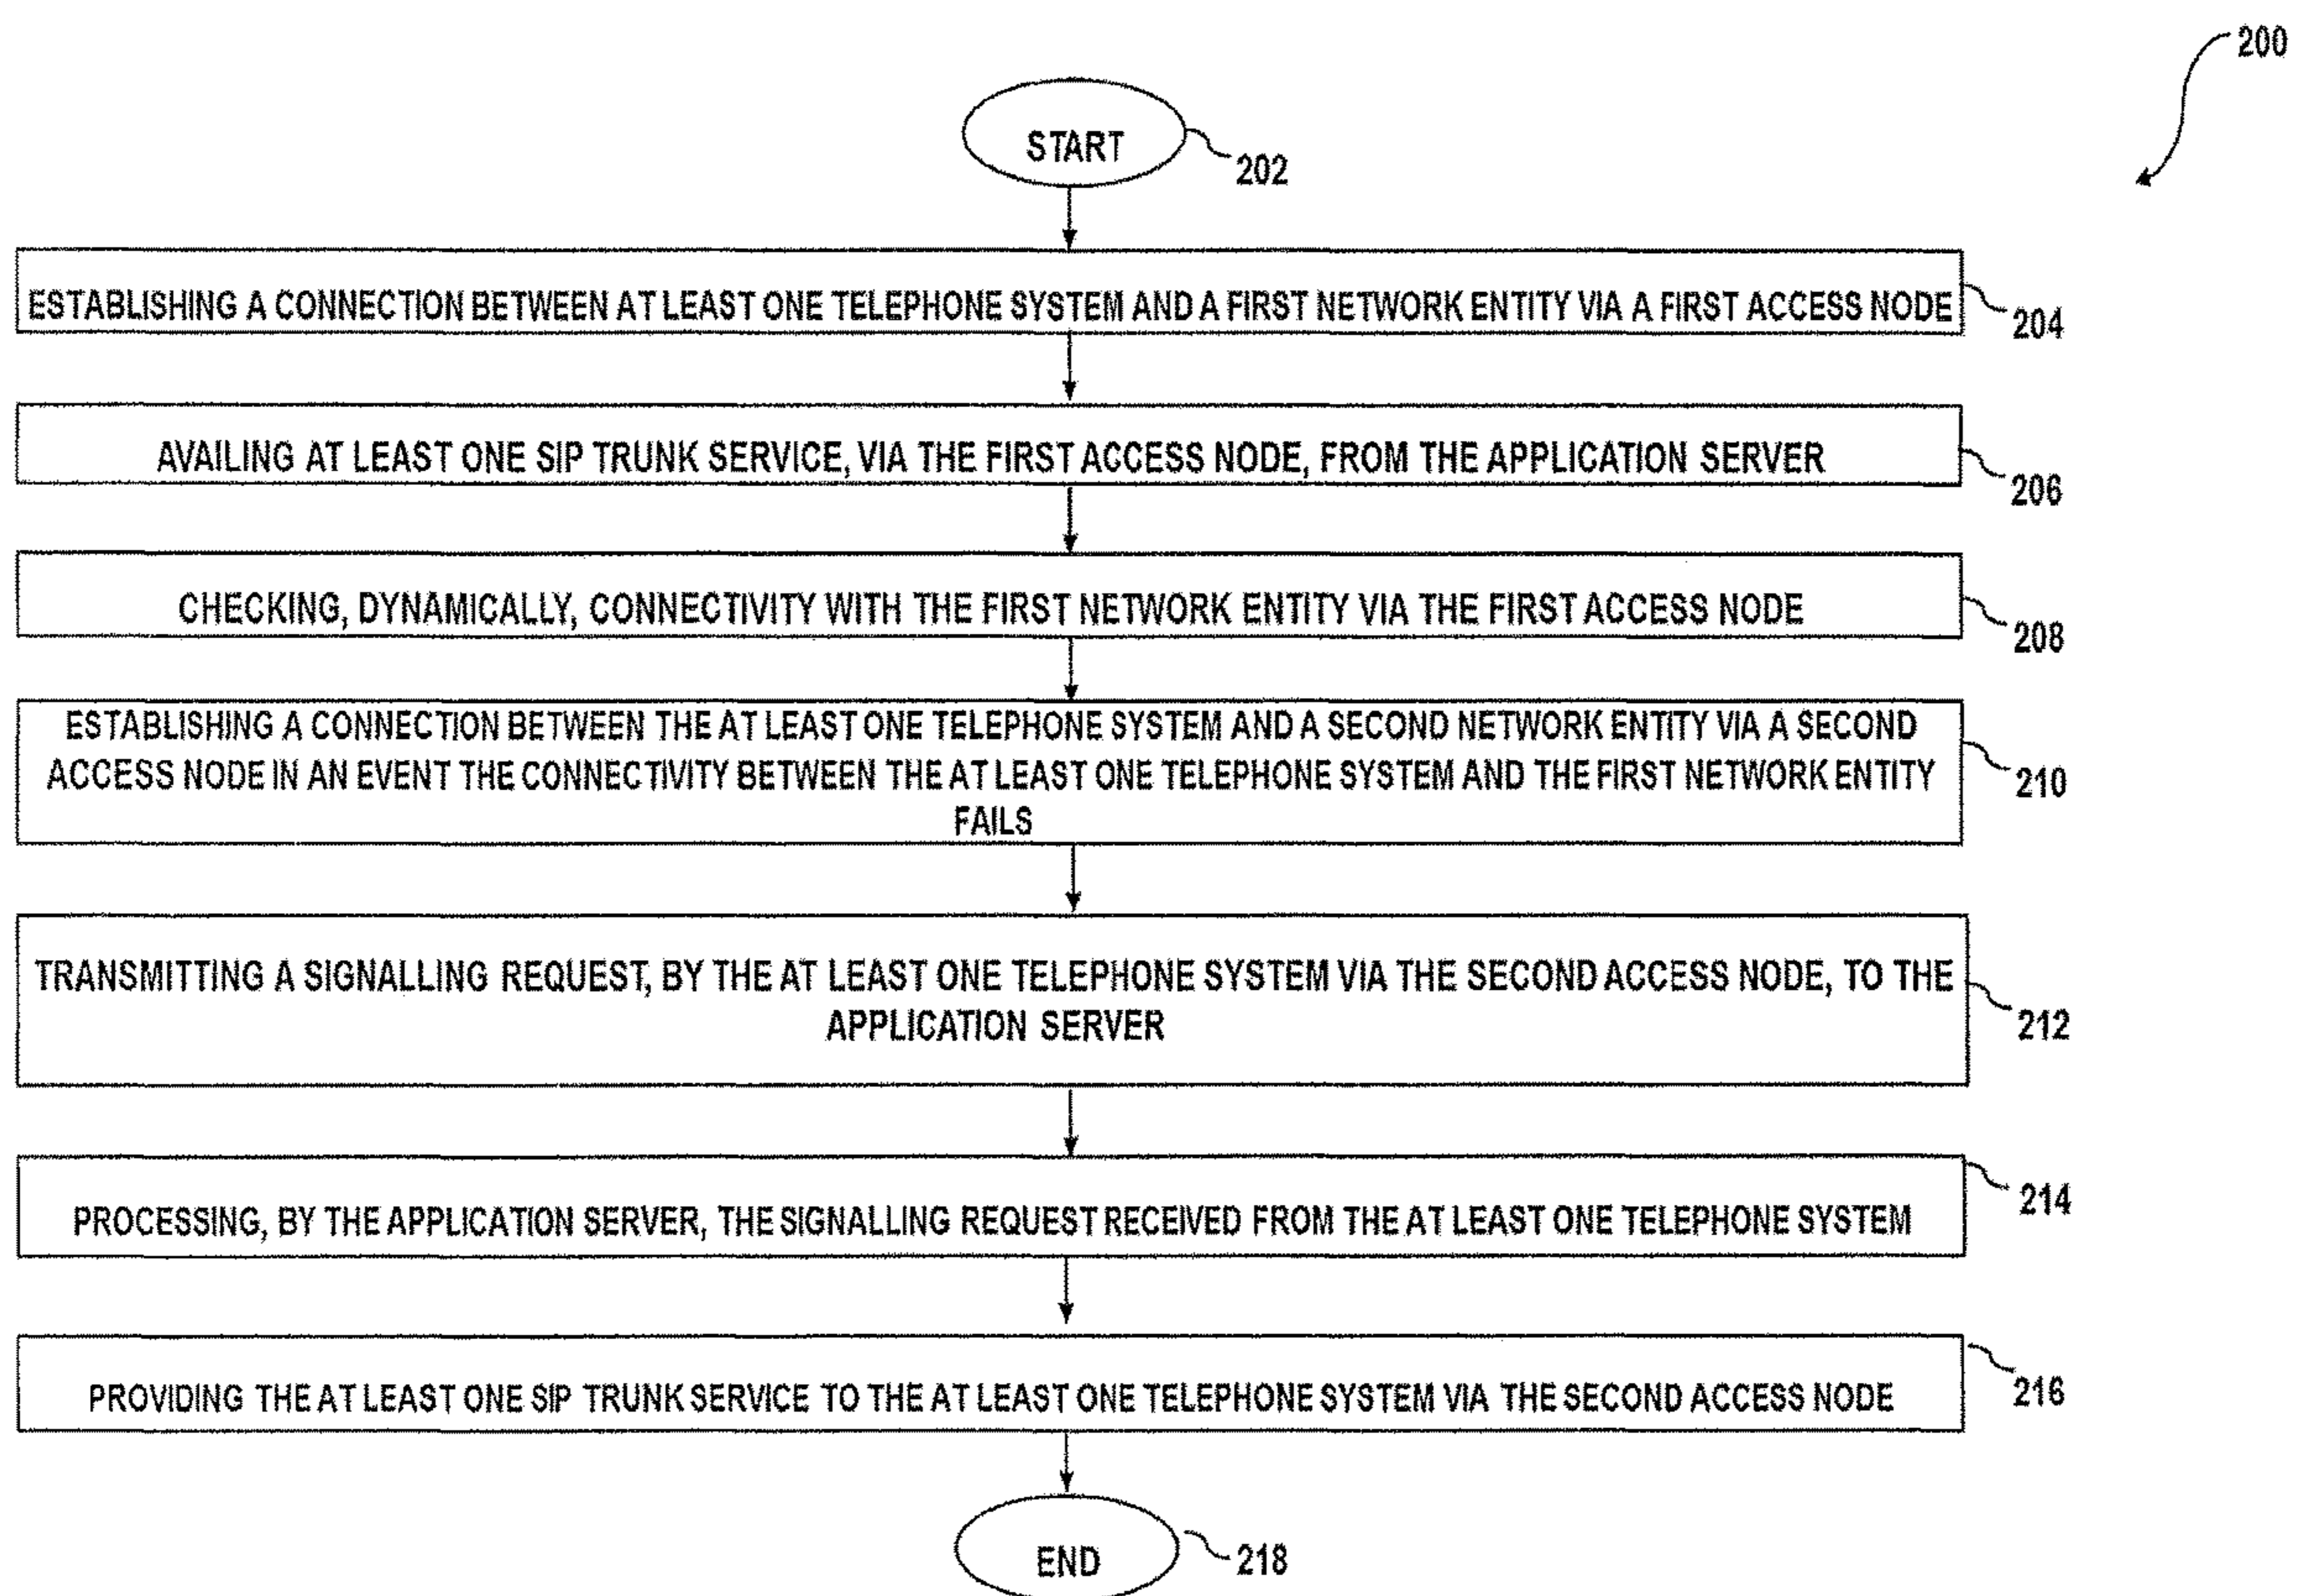 200
START
202
ESTABLISHING A CONNECTION BETWEEN AT LEAST ONE TELEPHONE SYSTEM AND A FIRST NETWORK ENTITY VIA A FIRST ACCESS NODE
204
AVAILING AT LEAST ONE SIP TRUNK SERVICE, VIA THE FIRST ACCESS NODE, FROM THE APPLICATION SERVER
206
CHECKING, DYNAMICALLY, CONNECTIVITY WITH THE FIRST NETWORK ENTITY VIA THE FIRST ACCESS NODE
208
ESTABLISHING A CONNECTION BETWEEN THE AT LEAST ONE TELEPHONE SYSTEM AND A SECOND NETWORK ENTITY VIA A SECOND
ACCESS NODE IN AN EVENT THE CONNECTIVITY BETWEEN THE AT LEAST ONE TELEPHONE SYSTEM AND THE FIRST NETWORK ENTITY
FAILS
210
TRANSMITTING A SIGNALLING REQUEST, BY THE AT LEAST ONE TELEPHONE SYSTEM VIA THE SECOND ACCESS NODE, TO THE
APPLICATION SERVER
212
PROCESSING, BY THE APPLICATION SERVER, THE SIGNALLING REQUEST RECEIVED FROM THE AT LEAST ONE TELEPHONE SYSTEM
214
PROVIDING THE AT LEAST ONE SIP TRUNK SERVICE TO THE AT LEAST ONE TELEPHONE SYSTEM VIA THE SECOND ACCESS NODE
216
END
218